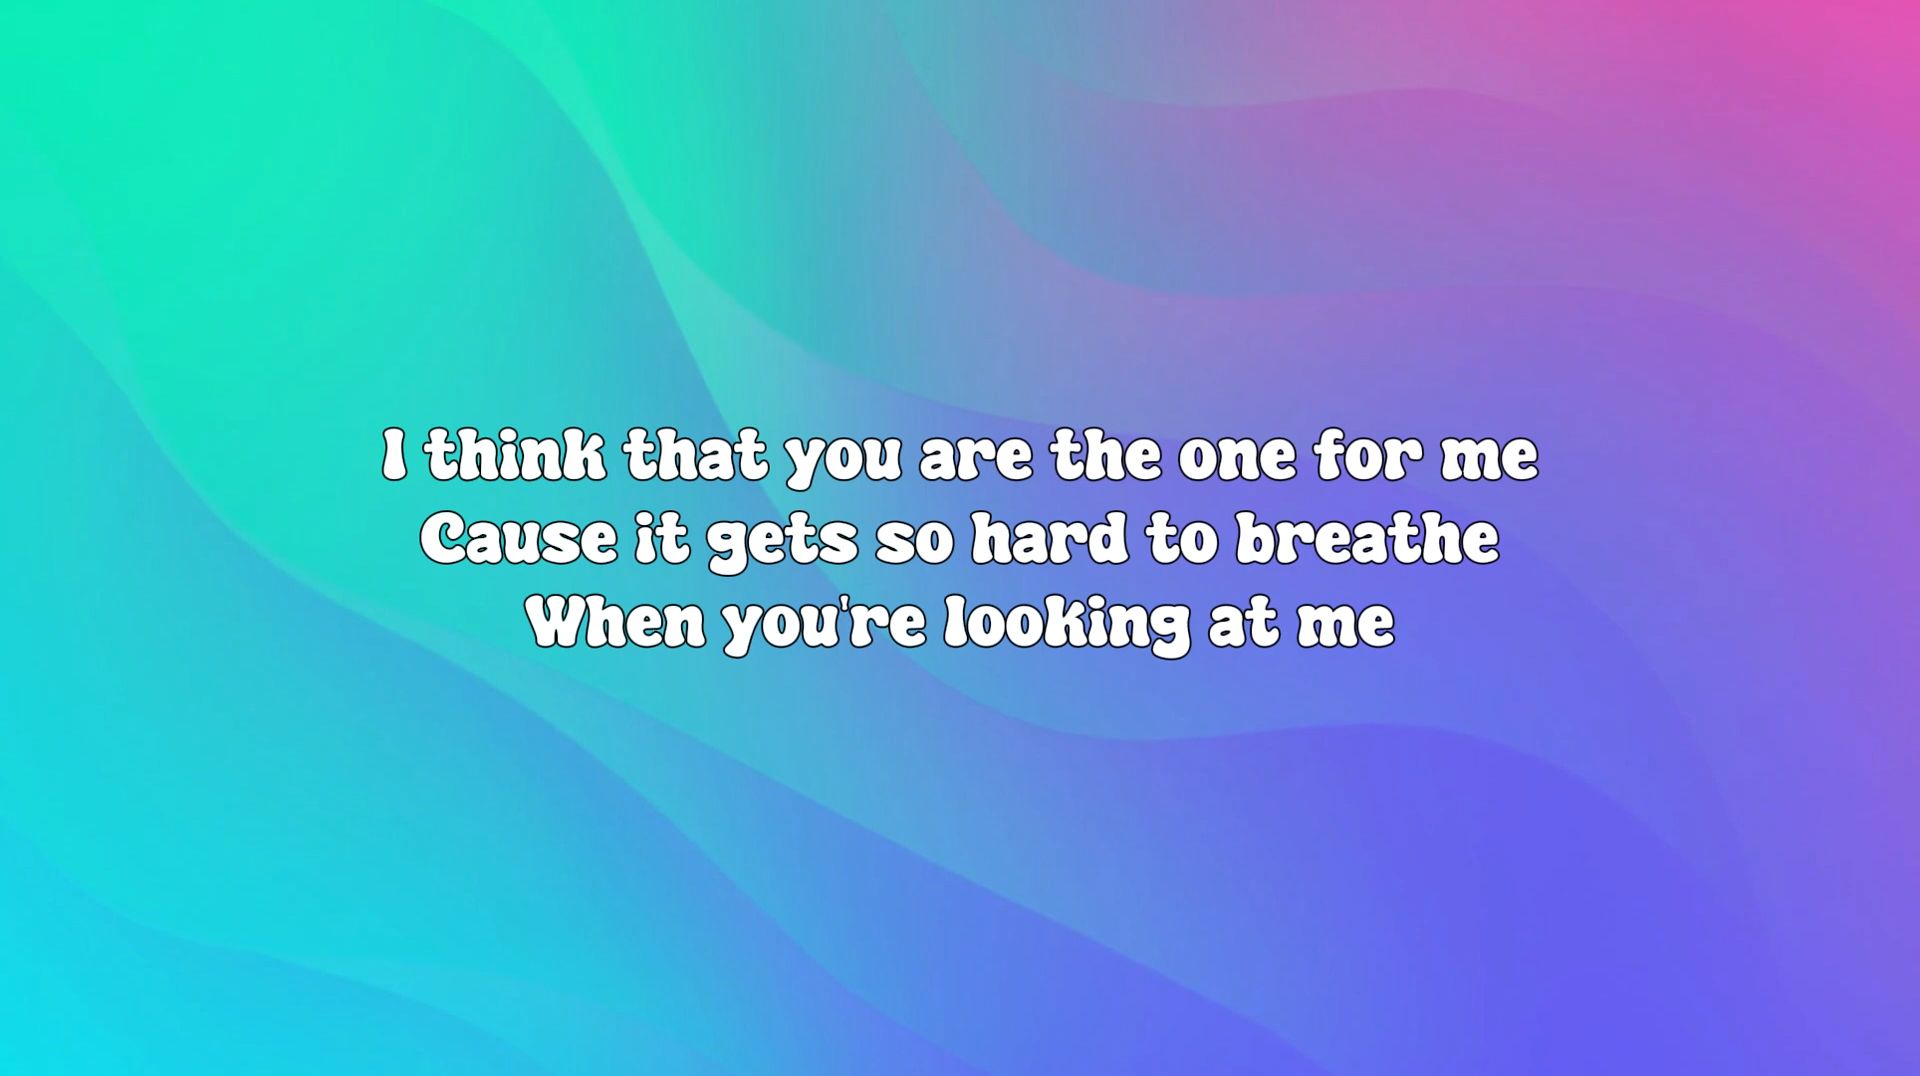 I think that you are the one for me
Cause it gets so hard to breathe
When you're looking at me